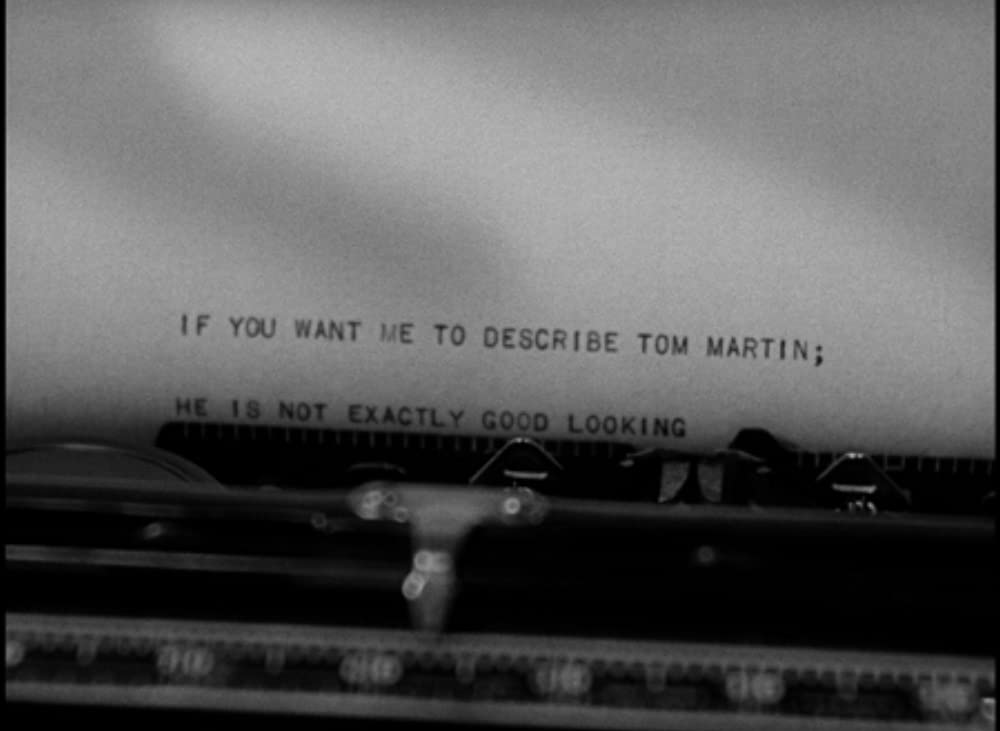 IF YOU WANT ME TO DESCRIBE TOM MARTIN;
HE IS NOT EXACTLY GOOD LOOKING